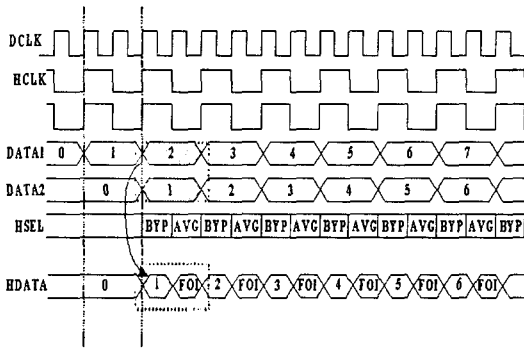 DCLK
HCLK
DATA1 0 1 2 3 4 5 6 7
DATA2 0 1 2 3 4 5 6
HSEL BYP AVG BYP AVG BYP AVG BYP AVG BYP AVG BYP AVG BYP
HDATA 0 1 FOI 2 FOI 3 FOI 4 FOI 5 FOI 6 FOI